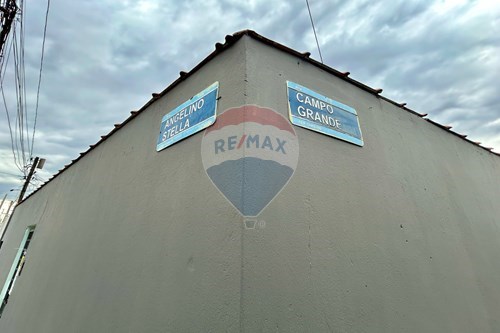 ANGELINO
STELLA
CAMPO
GRANDE
RE/MAX